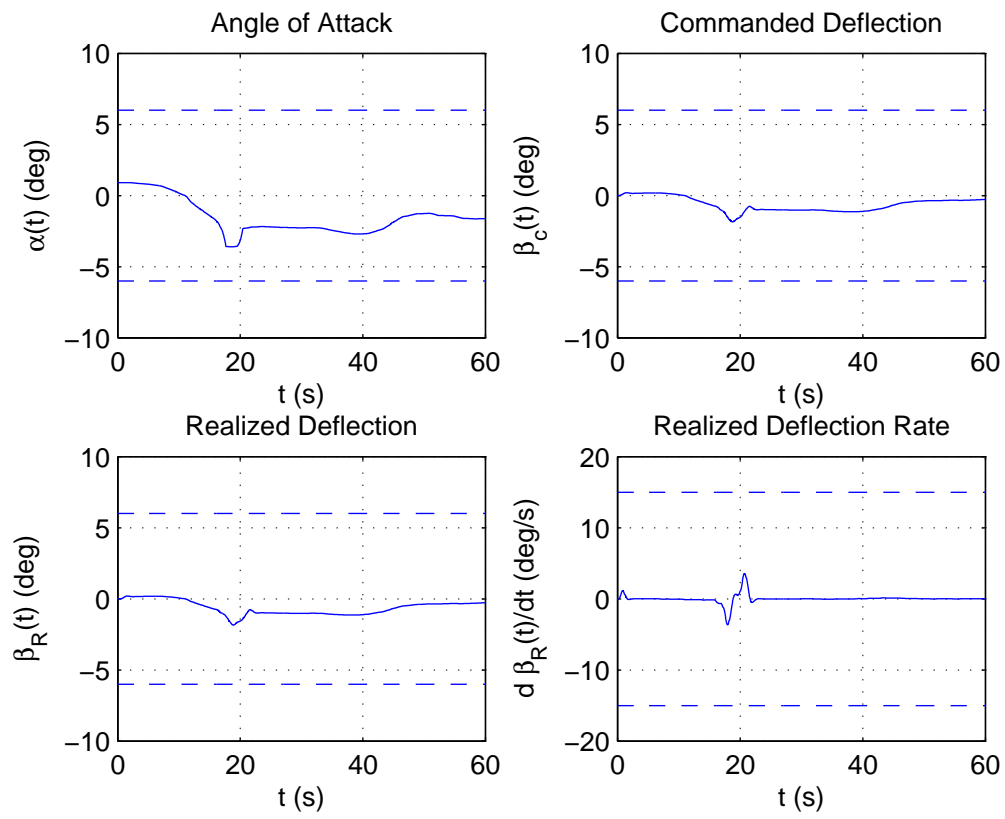 Angle of Attack
10
5
0
−5
−10
α(t) (deg)
0 20 40 60
t (s)
Commanded Deflection
10
5
0
−5
−10
β_c(t) (deg)
0 20 40 60
t (s)
Realized Deflection
10
5
0
−5
−10
β_R(t) (deg)
0 20 40 60
t (s)
Realized Deflection Rate
20
10
0
−10
−20
d β_R(t)/dt (deg/s)
0 20 40 60
t (s)